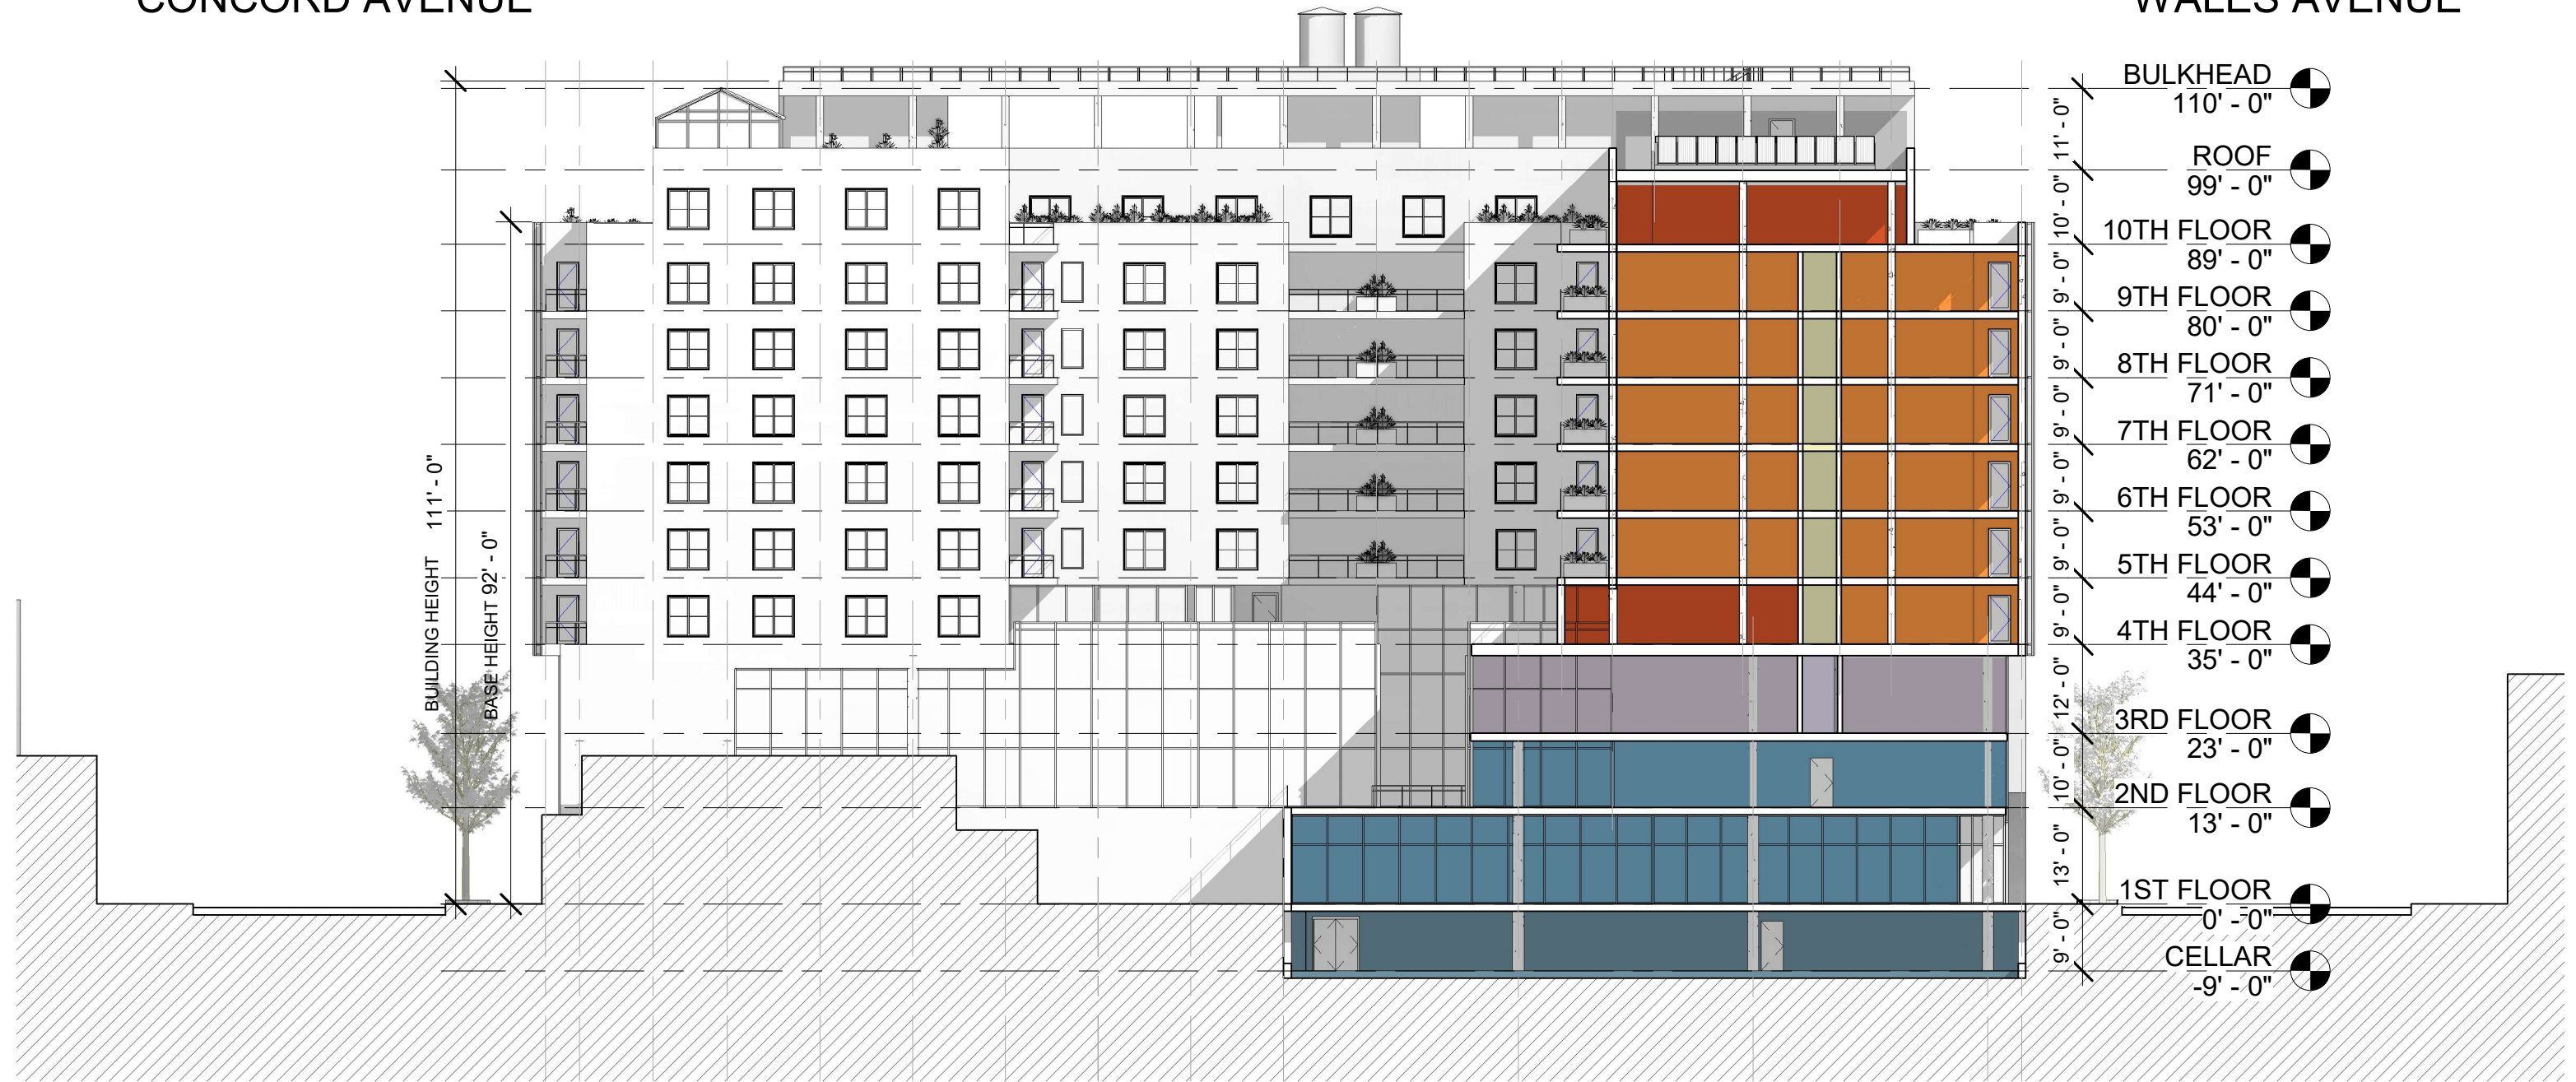 CONCORD AVENUE
WALES AVENUE
BULKHEAD
110' - 0"
11' - 0"
ROOF
99' - 0"
10' - 0"
10TH FLOOR
89' - 0"
9' - 0"
9TH FLOOR
80' - 0"
9' - 0"
8TH FLOOR
71' - 0"
9' - 0"
7TH FLOOR
62' - 0"
9' - 0"
6TH FLOOR
53' - 0"
9' - 0"
5TH FLOOR
44' - 0"
9' - 0"
4TH FLOOR
35' - 0"
12' - 0"
3RD FLOOR
23' - 0"
10' - 0"
2ND FLOOR
13' - 0"
13' - 0"
1ST FLOOR
0' - 0"
9' - 0"
CELLAR
-9' - 0"
BUILDING HEIGHT 111' - 0"
BASE HEIGHT 92' - 0"